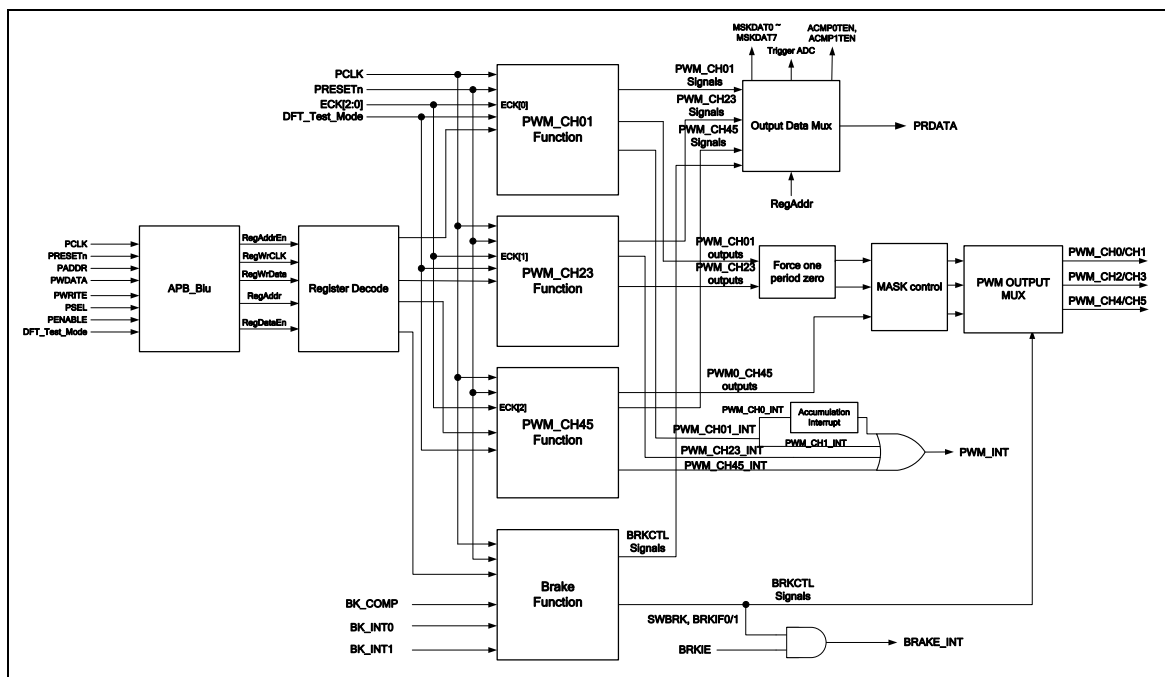 MSKDAT0 ~
MSKDAT7
Trigger ADC
ACMP0TEN,
ACMP1TEN
PCLK
PRESETn
ECK[2:0]
DFT_Test_Mode
ECK[0]
PWM_CH01
Function
PWM_CH01
Signals
PWM_CH23
Signals
PWM_CH45
Signals
Output Data Mux
PRDATA
RegAddr
PCLK
PRESETn
PADDR
PWDATA
PWRITE
PSEL
PENABLE
DFT_Test_Mode
APB_Biu
RegAddrEn
RegWrCLK
RegWrData
RegAddr
RegDataEn
Register Decode
ECK[1]
PWM_CH23
Function
PWM_CH01
outputs
PWM_CH23
outputs
Force one
period zero
MASK control
PWM OUTPUT
MUX
PWM_CH0/CH1
PWM_CH2/CH3
PWM_CH4/CH5
ECK[2]
PWM_CH45
Function
PWM0_CH45
outputs
PWM_CH0_INT
Accumulation
Interrupt
PWM_CH01_INT
PWM_CH1_INT
PWM_CH23_INT
PWM_CH45_INT
PWM_INT
BK_COMP
BK_INT0
BK_INT1
Brake
Function
BRKCTL
Signals
BRKCTL
Signals
SWBRK, BRKIF0/1
BRKIE
BRAKE_INT